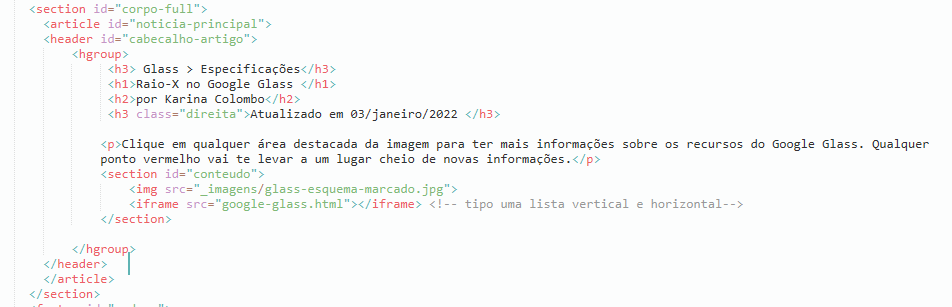 <section id="corpo-full">
<article id="noticia-principal">
<header id="cabecalho-artigo">
<hgroup>
<h3> Glass > Especificações</h3>
<h1>Raio-X no Google Glass </h1>
<h2>por Karina Colombo</h2>
<h3 class="direita">Atualizado em 03/janeiro/2022 </h3>
<p>Clique em qualquer área destacada da imagem para ter mais informações sobre os recursos do Google Glass. Qualquer
ponto vermelho vai te levar a um lugar cheio de novas informações.</p>
<section id="conteudo">
<img src="_imagens/glass-esquema-marcado.jpg">
<iframe src="google-glass.html"></iframe> <!-- tipo uma lista vertical e horizontal-->
</section>
</hgroup>
</header>
</article>
</section>